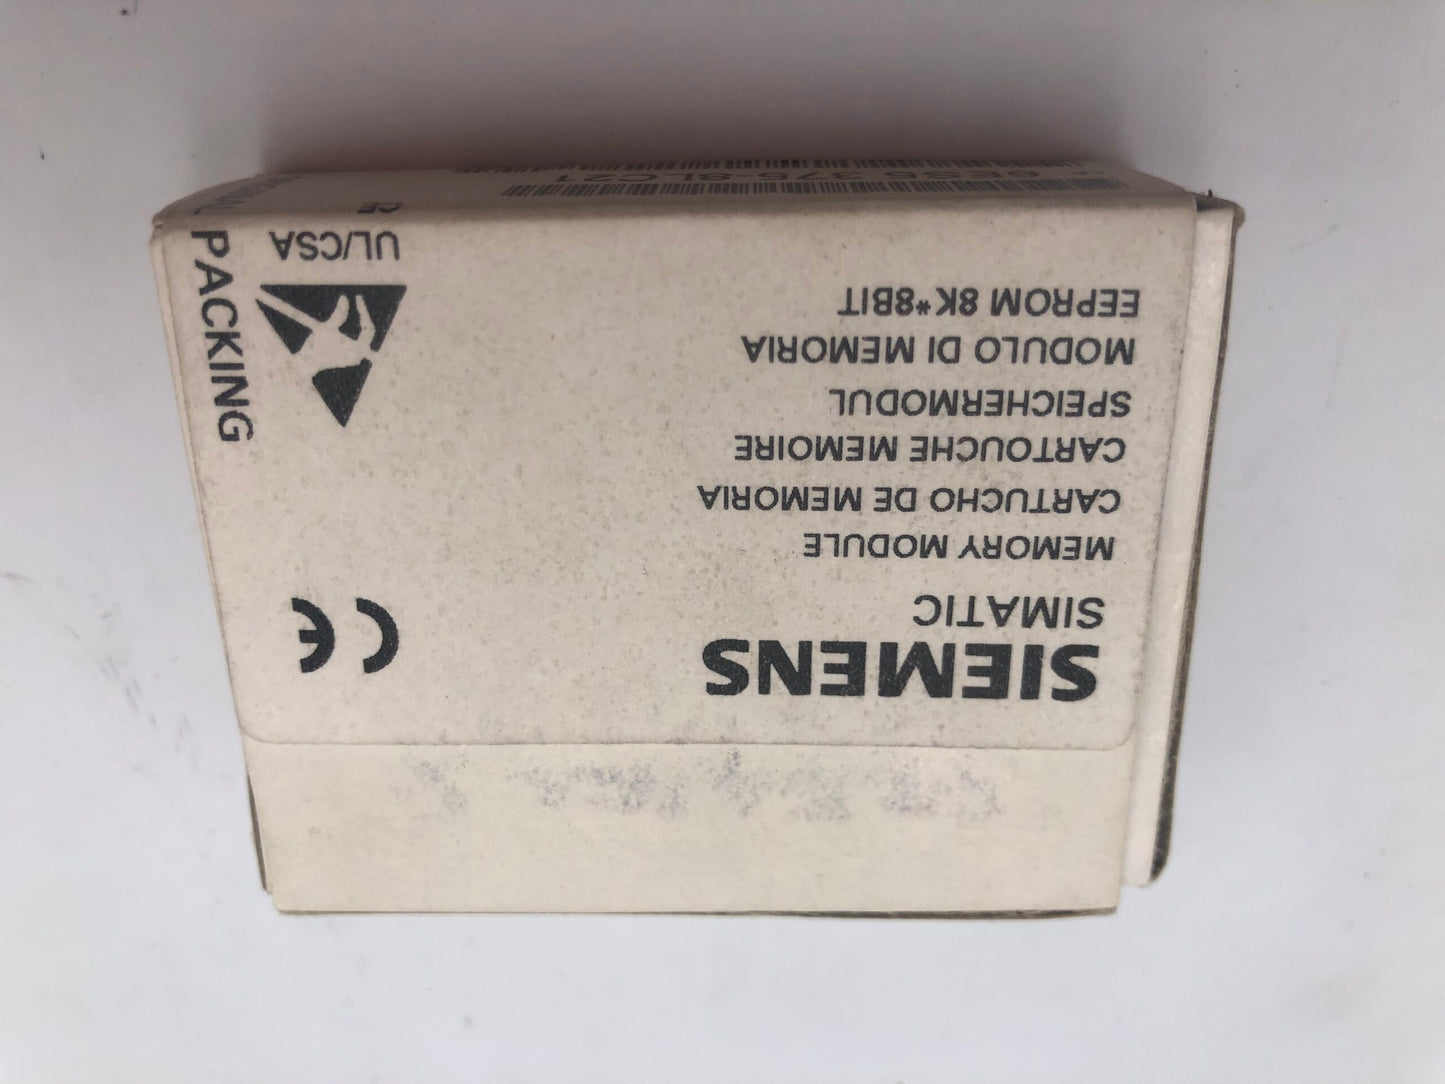 SIEMENS
SIMATIC
MEMORY MODULE
CARTUCHO DE MEMORIA
CARTOUCHE MEMOIRE
SPEICHERMODUL
MODULO DI MEMORIA
EEPROM 8K*8BIT
CE
UL/CSA
CE
PACKING
6ES5 375-8LC21